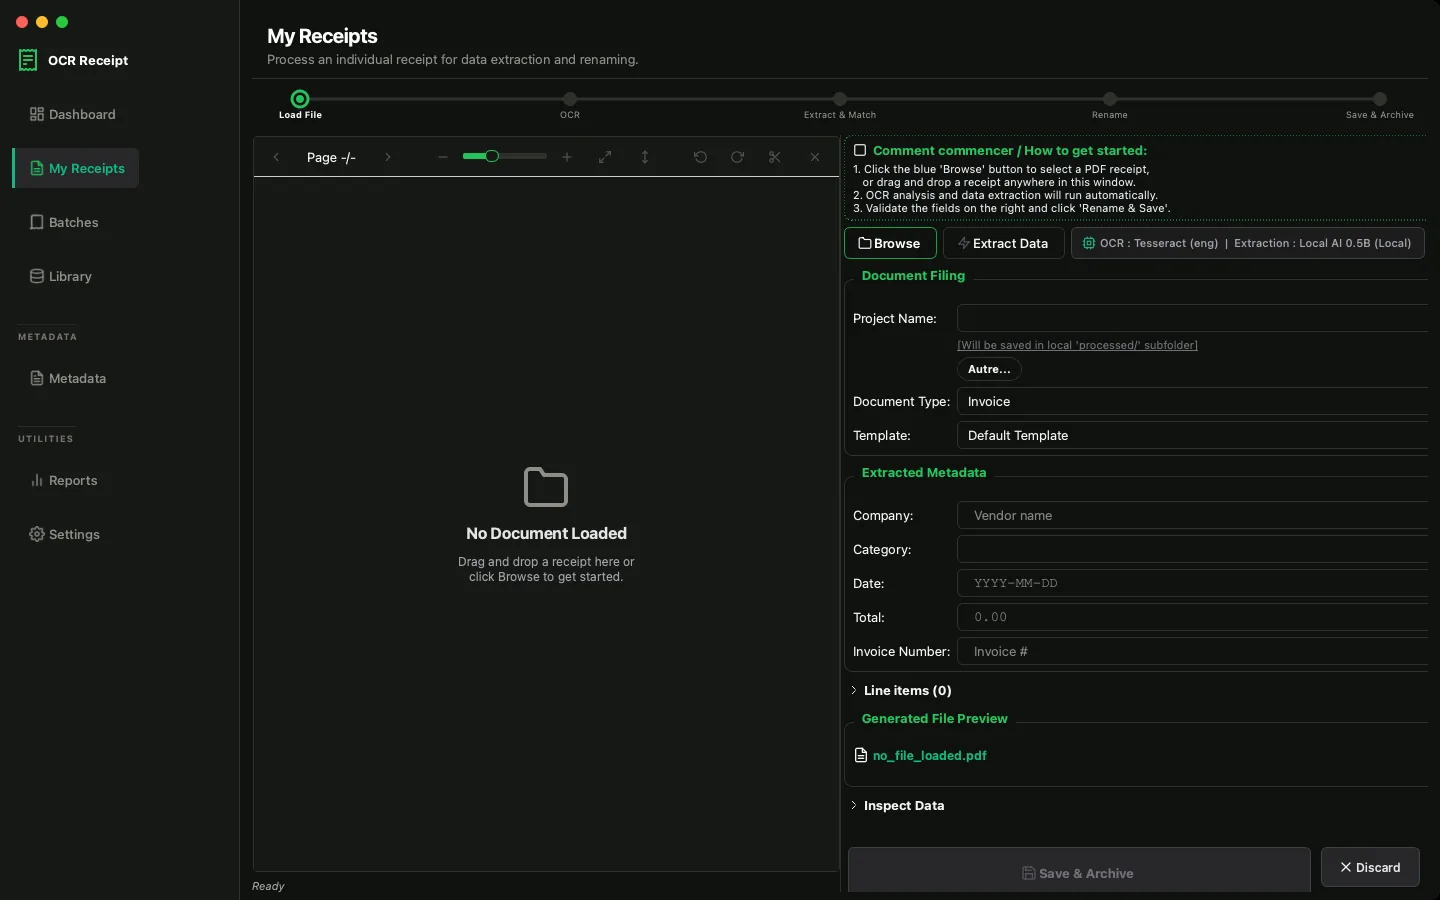 OCR Receipt
Dashboard
My Receipts
Batches
Library
METADATA
Metadata
UTILITIES
Reports
Settings
My Receipts
Process an individual receipt for data extraction and renaming.
Load File
OCR
Extract & Match
Rename
Save & Archive
Page -/-
No Document Loaded
Drag and drop a receipt here or
click Browse to get started.
Ready
Comment commencer / How to get started:
1. Click the blue 'Browse' button to select a PDF receipt,
or drag and drop a receipt anywhere in this window.
2. OCR analysis and data extraction will run automatically.
3. Validate the fields on the right and click 'Rename & Save'.
Browse
Extract Data
OCR : Tesseract (eng) | Extraction : Local AI 0.5B (Local)
Document Filing
Project Name:
[Will be saved in local 'processed/' subfolder]
Autre...
Document Type: Invoice
Template: Default Template
Extracted Metadata
Company: Vendor name
Category:
Date: YYYY-MM-DD
Total: 0.00
Invoice Number: Invoice #
Line items (0)
Generated File Preview
no_file_loaded.pdf
Inspect Data
Save & Archive
Discard